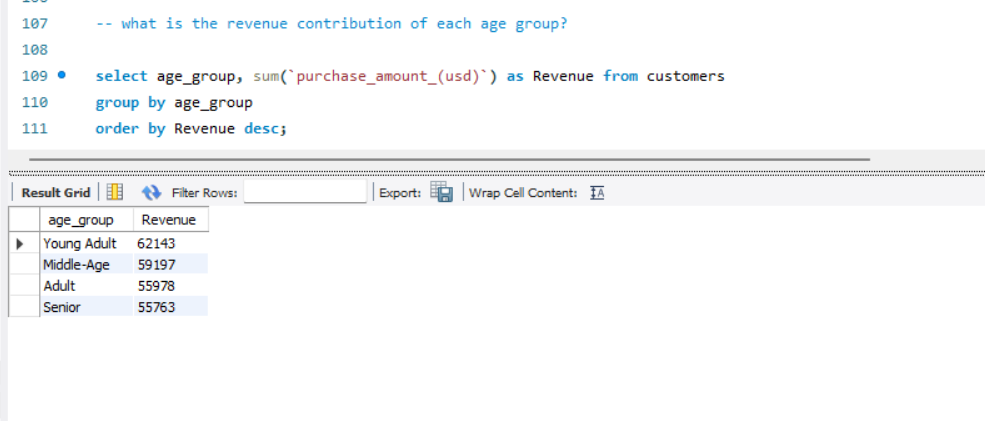 107 -- what is the revenue contribution of each age group?
108
109 select age_group, sum(`purchase_amount_(usd)`) as Revenue from customers
110 group by age_group
111 order by Revenue desc;
Result Grid Filter Rows: Export: Wrap Cell Content:
age_group Revenue
Young Adult 62143
Middle-Age 59197
Adult 55978
Senior 55763